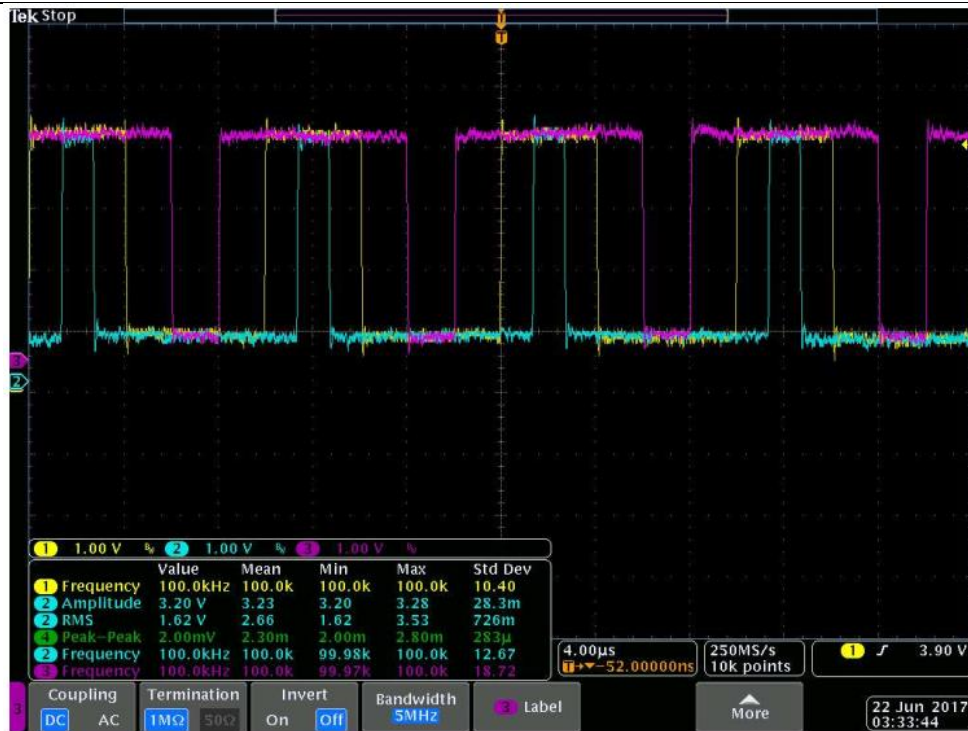 Tek Stop
U
T
3
2
1 1.00 V BW 2 1.00 V BW 3 1.00 V BW
Value Mean Min Max Std Dev
1 Frequency 100.0kHz 100.0k 100.0k 100.0k 10.40
2 Amplitude 3.20 V 3.23 3.20 3.28 28.3m
2 RMS 1.62 V 2.66 1.62 3.53 726m
4 Peak-Peak 2.00mV 2.30m 2.00m 2.80m 283µ
2 Frequency 100.0kHz 100.0k 99.98k 100.0k 12.67
3 Frequency 100.0kHz 100.0k 99.97k 100.0k 18.72
4.00µs
T→▼-52.00000ns
250MS/s
10k points
1 ʃ 3.90 V
3
Coupling
DC AC
Termination
1MΩ 50Ω
Invert
On Off
Bandwidth
5MHz
3 Label
More
22 Jun 2017
03:33:44